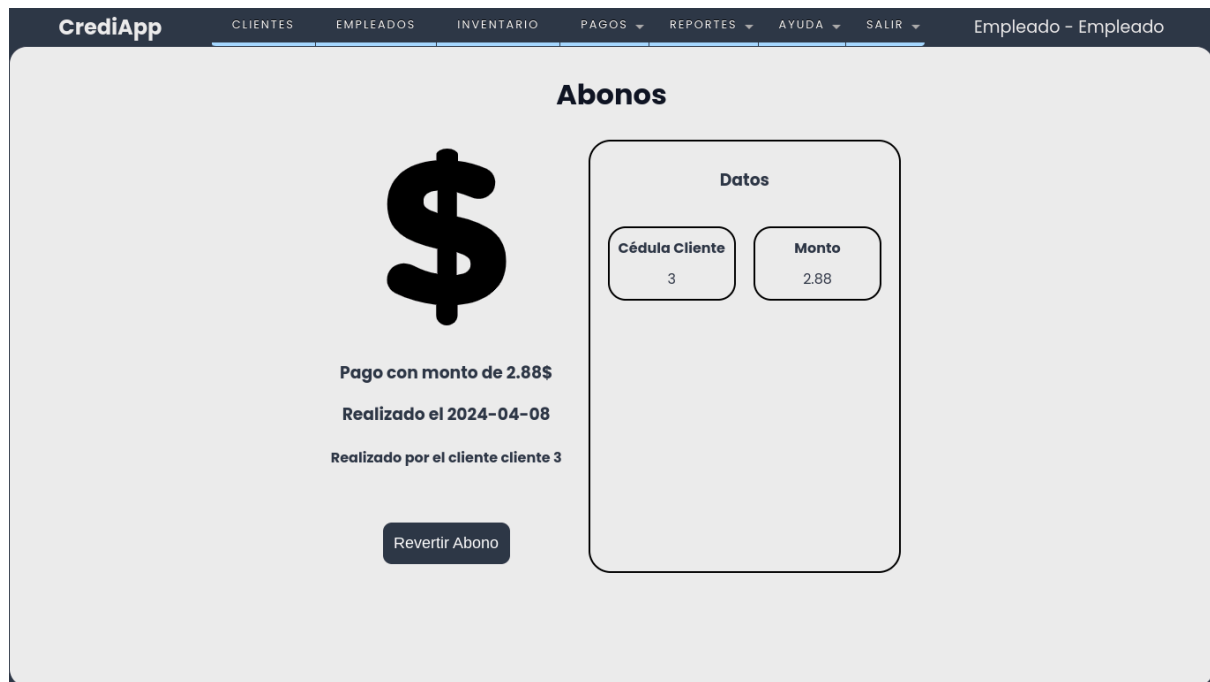 CrediApp CLIENTES EMPLEADOS INVENTARIO PAGOS REPORTES AYUDA SALIR Empleado - Empleado
Abonos
$
Pago con monto de 2.88$
Realizado el 2024-04-08
Realizado por el cliente cliente 3
Revertir Abono
Datos
Cédula Cliente
3
Monto
2.88